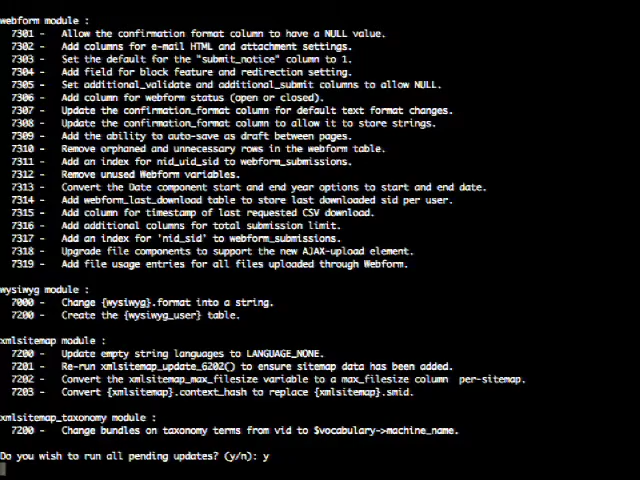 webform module :
7301 - Allow the confirmation format column to have a NULL value.
7302 - Add columns for e-mail HTML and attachment settings.
7303 - Set the default for the "submit_notice" column to 1.
7304 - Add field for block feature and redirection setting.
7305 - Set additional_validate and additional_submit columns to allow NULL.
7306 - Add column for webform status (open or closed).
7307 - Update the confirmation_format column for default text format changes.
7308 - Update the confirmation_format column to allow it to store strings.
7309 - Add the ability to auto-save as draft between pages.
7310 - Remove orphaned and unnecessary rows in the webform table.
7311 - Add an index for nid_uid_sid to webform_submissions.
7312 - Remove unused Webform variables.
7313 - Convert the Date component start and end year options to start and end date.
7314 - Add webform_last_download table to store last downloaded sid per user.
7315 - Add column for timestamp of last requested CSV download.
7316 - Add additional columns for total submission limit.
7317 - Add an index for 'nid_sid' to webform_submissions.
7318 - Upgrade file components to support the new AJAX-upload element.
7319 - Add file usage entries for all files uploaded through Webform.
wysiwyg module :
7000 - Change {wysiwyg}.format into a string.
7200 - Create the {wysiwyg_user} table.
xmlsitemap module :
7200 - Update empty string languages to LANGUAGE_NONE.
7201 - Re-run xmlsitemap_update_6202() to ensure sitemap data has been added.
7202 - Convert the xmlsitemap_max_filesize variable to a max_filesize column per-sitemap.
7203 - Convert {xmlsitemap}.context_hash to replace {xmlsitemap}.smid.
xmlsitemap_taxonomy module :
7200 - Change bundles on taxonomy terms from vid to $vocabulary->machine_name.
Do you wish to run all pending updates? (y/n): y